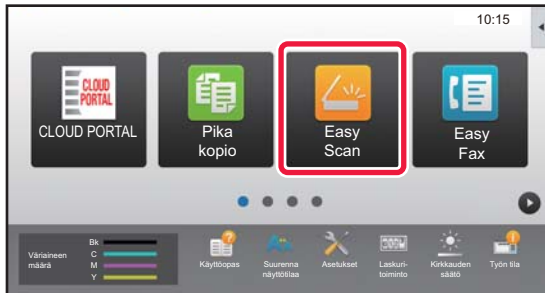 10:15
CLOUD
PORTAL
CLOUD PORTAL
Pika
kopio
Easy
Scan
Easy
Fax
Väriaineen
määrä
Bk
C
M
Y
Käyttöopas
Suurenna
näyttötilaa
Asetukset
Laskuri-
toiminto
Kirkkauden
säätö
Työn tila